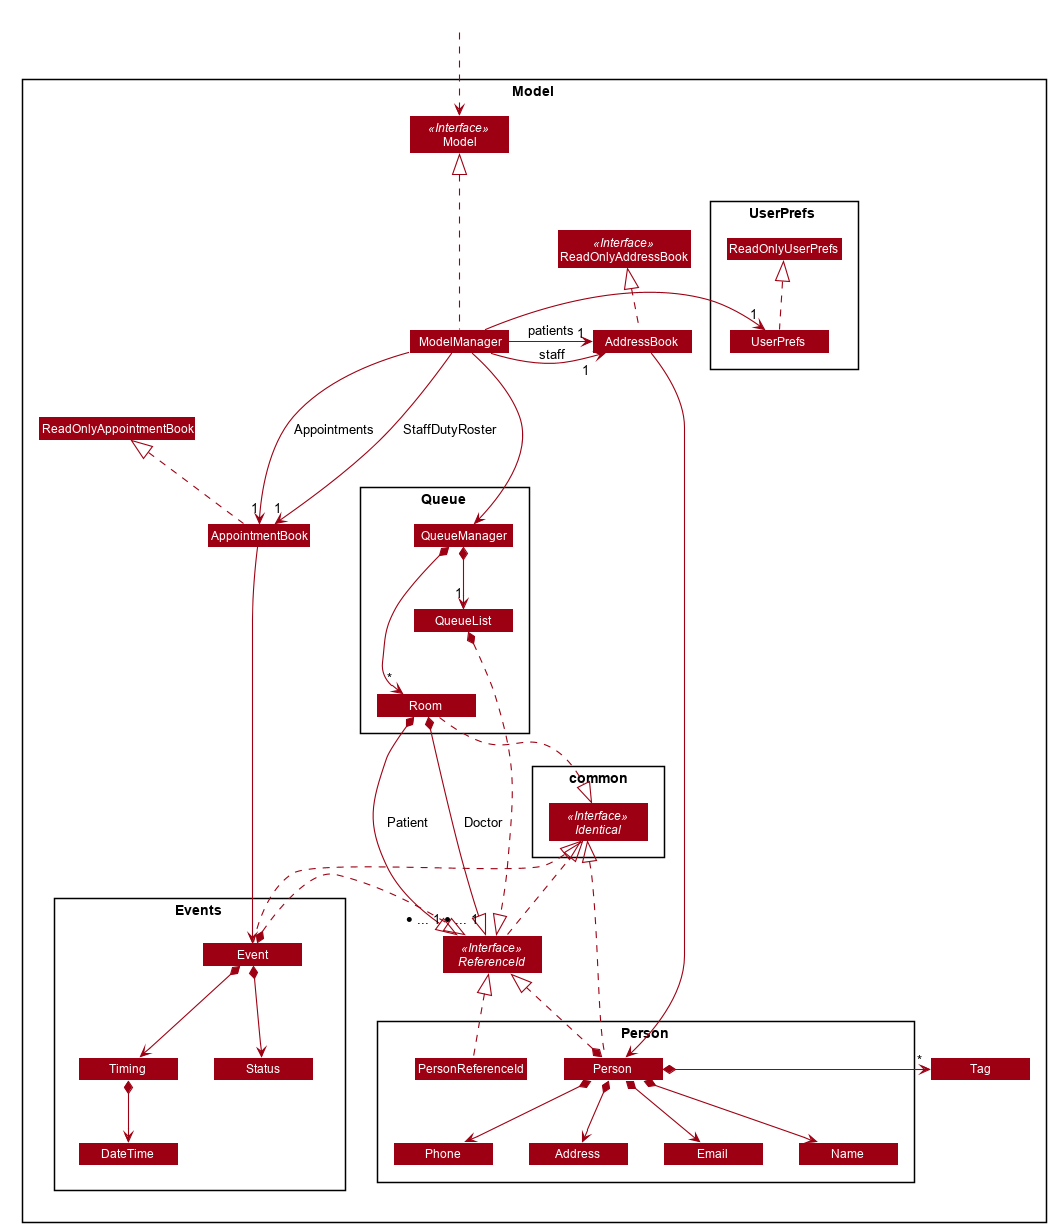 Model
«Interface»
Model
UserPrefs
ReadOnlyUserPrefs
«Interface»
ReadOnlyAddressBook
1
ModelManager
patients 1
AddressBook
UserPrefs
staff
1
ReadOnlyAppointmentBook
Appointments
StaffDutyRoster
Queue
1
1
AppointmentBook
QueueManager
1
QueueList
*
Room
common
«Interface»
Identical
Patient
Doctor
Events
• ... 1
• ... 1
Event
«Interface»
ReferenceId
Person
*
Timing
Status
PersonReferenceId
Person
Tag
DateTime
Phone
Address
Email
Name